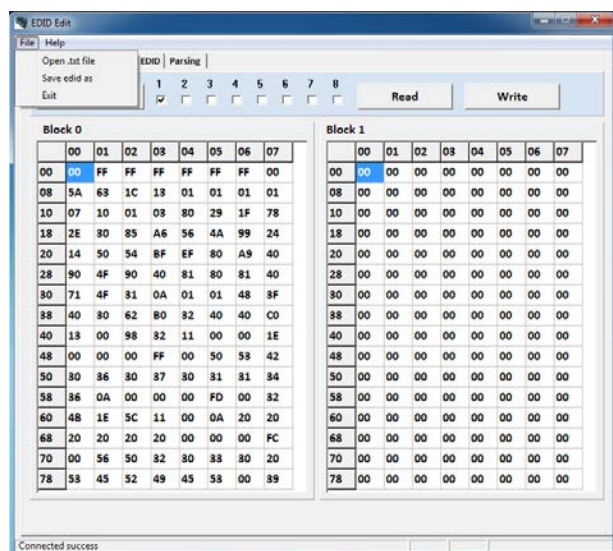 EDID Edit
File Help
Open .txt file
Save edid as
Exit
EDID Parsing
1 2 3 4 5 6 7 8
Read Write
Block 0
00 01 02 03 04 05 06 07
00 00 FF FF FF FF FF FF 00
08 5A 63 1C 13 01 01 01 01
10 07 10 01 03 80 29 1F 78
18 2E 30 85 A6 56 4A 99 24
20 14 50 54 BF EF 80 A9 40
28 90 4F 90 40 81 80 81 40
30 71 4F 31 0A 01 01 48 3F
38 40 30 62 B0 32 40 40 C0
40 13 00 98 32 11 00 00 1E
48 00 00 00 FF 00 50 53 42
50 30 36 30 37 30 31 31 34
58 36 0A 00 00 00 FD 00 32
60 4B 1E 5C 11 00 0A 20 20
68 20 20 20 20 00 00 00 FC
70 00 56 50 32 30 33 30 20
78 53 45 52 49 45 53 00 39
Block 1
00 01 02 03 04 05 06 07
00 00 00 00 00 00 00 00 00
08 00 00 00 00 00 00 00 00
10 00 00 00 00 00 00 00 00
18 00 00 00 00 00 00 00 00
20 00 00 00 00 00 00 00 00
28 00 00 00 00 00 00 00 00
30 00 00 00 00 00 00 00 00
38 00 00 00 00 00 00 00 00
40 00 00 00 00 00 00 00 00
48 00 00 00 00 00 00 00 00
50 00 00 00 00 00 00 00 00
58 00 00 00 00 00 00 00 00
60 00 00 00 00 00 00 00 00
68 00 00 00 00 00 00 00 00
70 00 00 00 00 00 00 00 00
78 00 00 00 00 00 00 00 00
Connected success